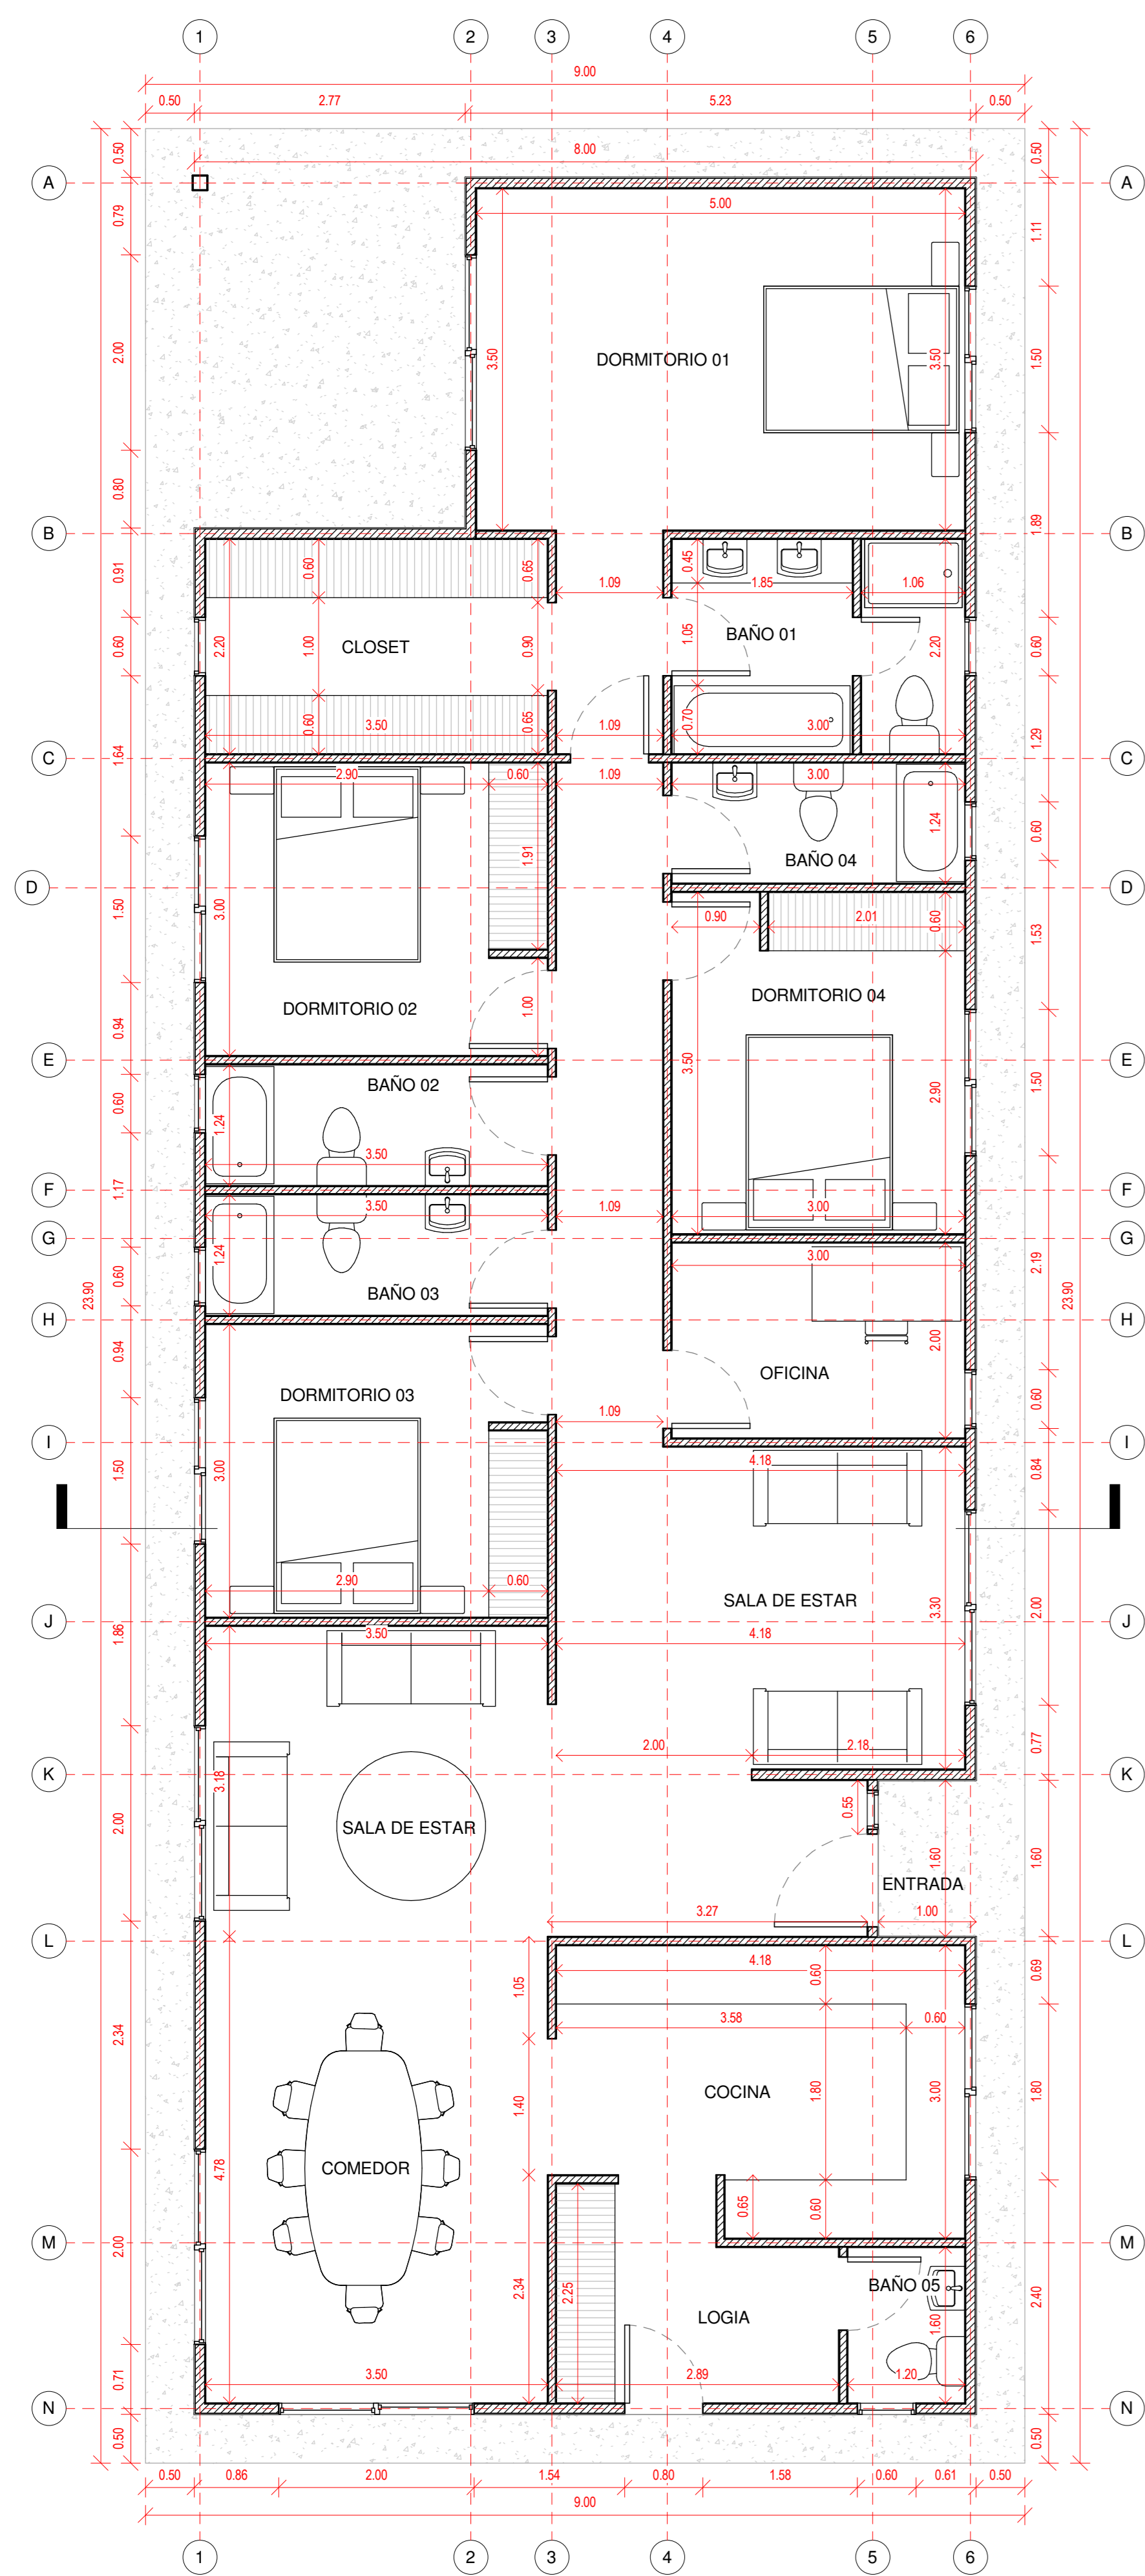 1 2 3 4 5 6
9.00
0.50 2.77 5.23 0.50
8.00
0.50 0.50
A A
0.79 5.00 1.11
2.00 3.50 DORMITORIO 01 3.50 1.50
0.80 1.89
B B
0.91 0.60 0.65 0.45
1.09 1.85 1.06
0.60 2.20 1.00 CLOSET 0.90 1.05 BAÑO 01 2.20 0.60
0.60 3.50 0.65 1.09 0.70 3.00 1.29
C C
1.64
2.90 0.60 1.09 3.00
1.91 1.24 0.60
BAÑO 04
D D
1.50 3.00 0.90 2.01 0.60 1.53
DORMITORIO 02 1.00 DORMITORIO 04
0.94
E 3.50 2.90 1.50 E
BAÑO 02
0.60 1.24
3.50
F F
1.17
3.50 1.09 3.00
G G
0.60 1.24 3.00 2.19
23.90 BAÑO 03 23.90
H H
0.94 2.00
DORMITORIO 03 OFICINA 0.60
1.09
I I
1.50 3.00 4.18 0.84
2.90 0.60
SALA DE ESTAR 3.30 2.00
J J
1.86 3.50 4.18
2.00 2.18 0.77
K K
3.18 0.55
2.00 SALA DE ESTAR 1.60 1.60
ENTRADA
3.27 1.00
L L
1.05 4.18 0.60 0.69
2.34 3.58 0.60
1.40 COCINA 1.80 3.00 1.80
4.78 COMEDOR
0.65 0.60
M M
2.00
2.34 2.25 LOGIA BAÑO 05 1.60 2.40
0.71 3.50 2.89 1.20
N N
0.50 0.50
0.50 0.86 2.00 1.54 0.80 1.58 0.60 0.61 0.50
9.00
1 2 3 4 5 6